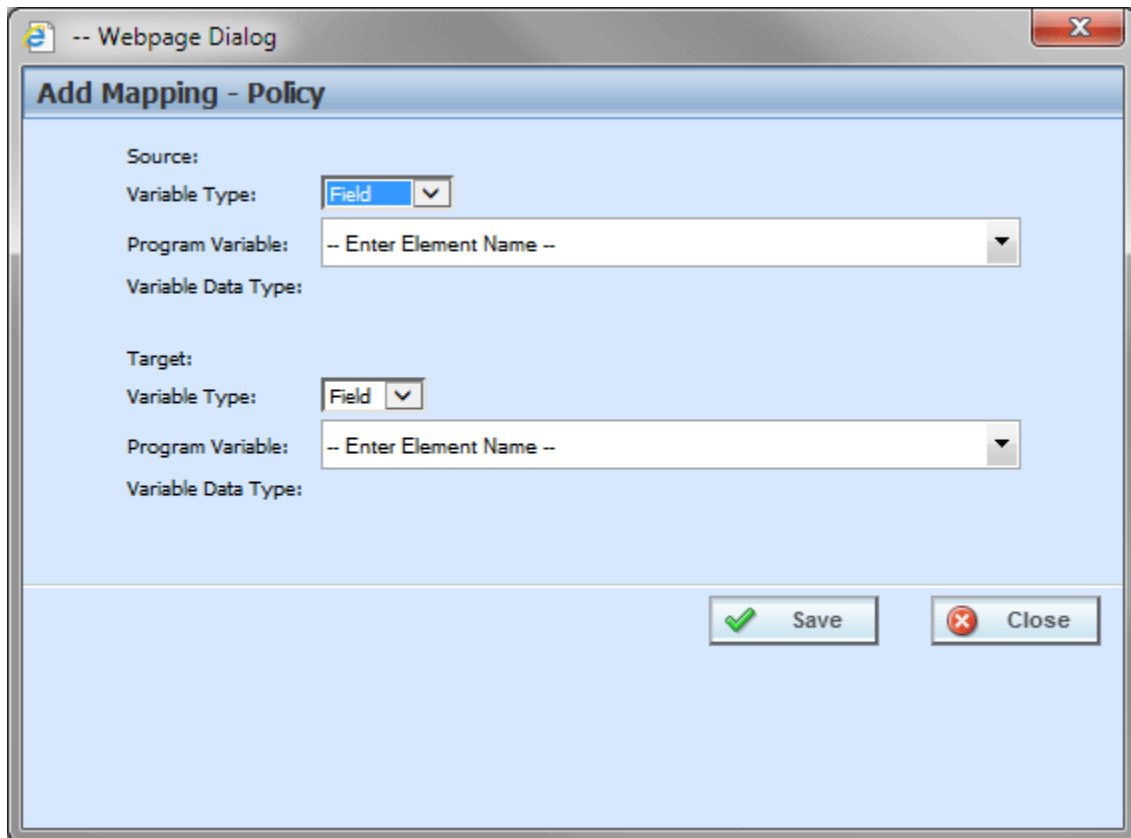 -- Webpage Dialog
X
Add Mapping - Policy
Source:
Variable Type: Field
Program Variable: -- Enter Element Name --
Variable Data Type:
Target:
Variable Type: Field
Program Variable: -- Enter Element Name --
Variable Data Type:
Save Close